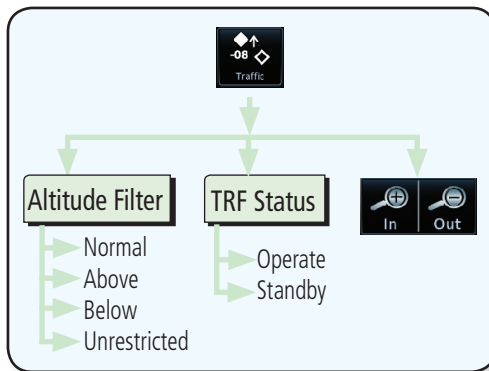 -08
Traffic
Altitude Filter
Normal
Above
Below
Unrestricted
TRF Status
Operate
Standby
In
Out